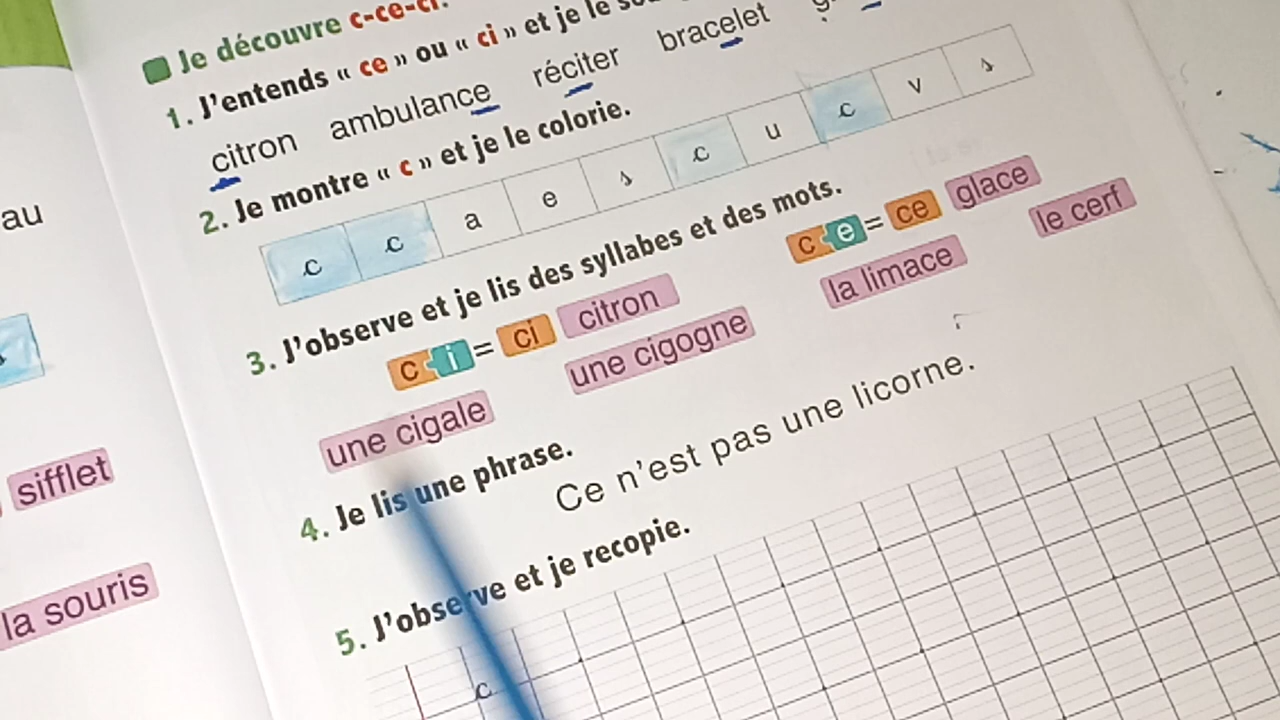 Je découvre c-ce-ci.
1. J'entends « ce » ou « ci » et je le
citron ambulance réciter bracelet
2. Je montre « c » et je le colorie.
c c a e s c u c v s
3. J'observe et je lis des syllabes et des mots.
c i = ci citron
une cigogne
une cigale
c e = ce glace
la limace
le cerf
4. Je lis une phrase.
Ce n'est pas une licorne.
5. J'observe et je recopie.
c
au
sifflet
la souris